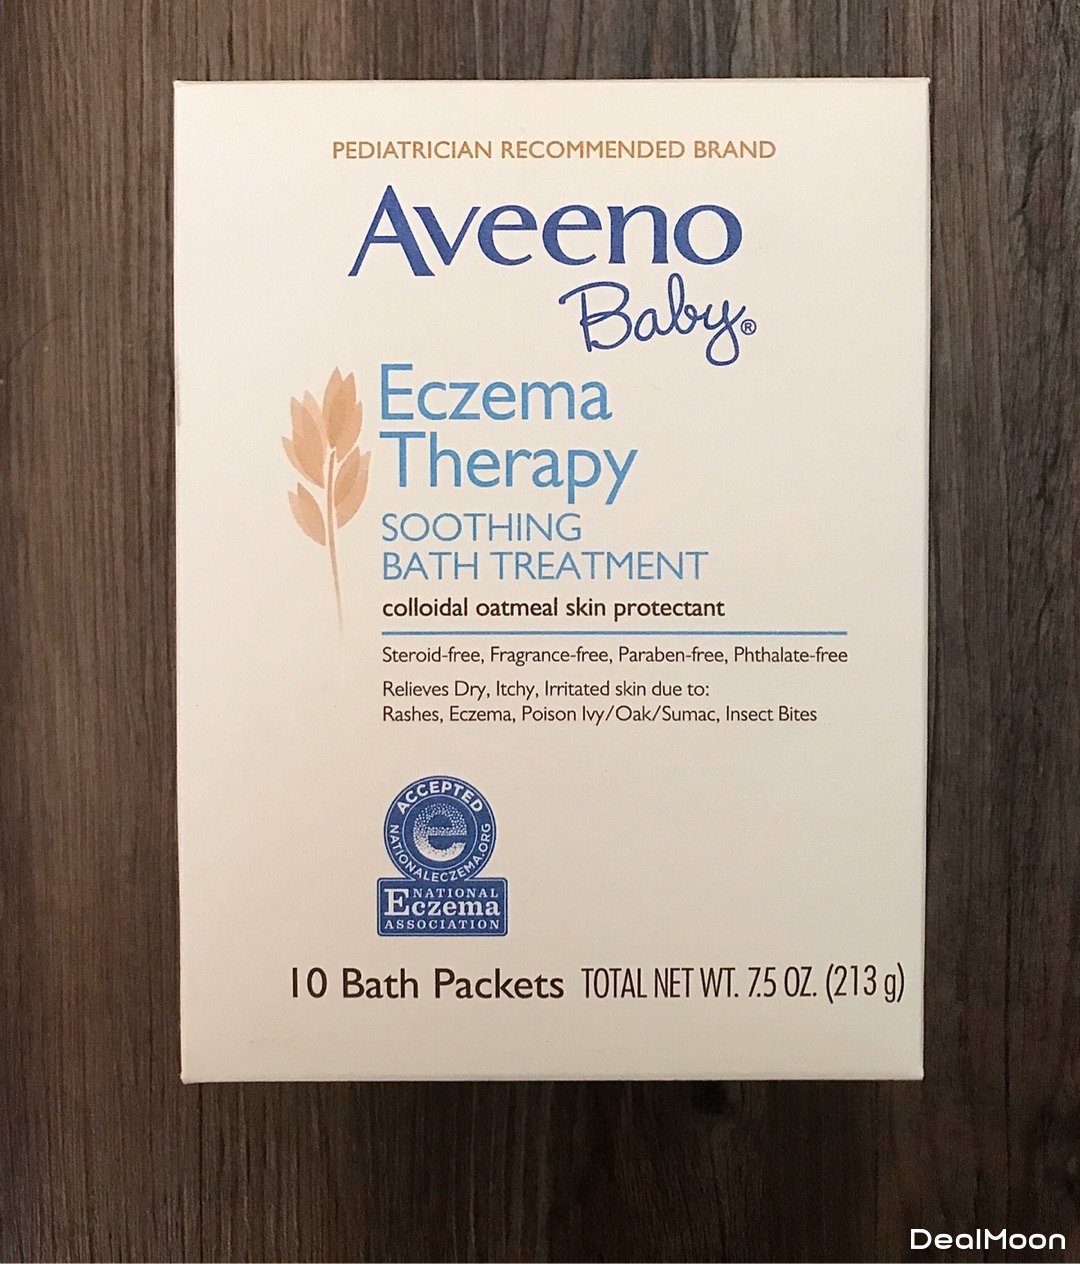 PEDIATRICIAN RECOMMENDED BRAND
Aveeno
Baby®
Eczema
Therapy
SOOTHING
BATH TREATMENT
colloidal oatmeal skin protectant
Steroid-free, Fragrance-free, Paraben-free, Phthalate-free
Relieves Dry, Itchy, Irritated skin due to:
Rashes, Eczema, Poison Ivy/Oak/Sumac, Insect Bites
ACCEPTED
e
NATIONALECZEMA.ORG
NATIONAL
Eczema
ASSOCIATION
10 Bath Packets TOTAL NET WT. 7.5 OZ. (213 g)
DealMoon